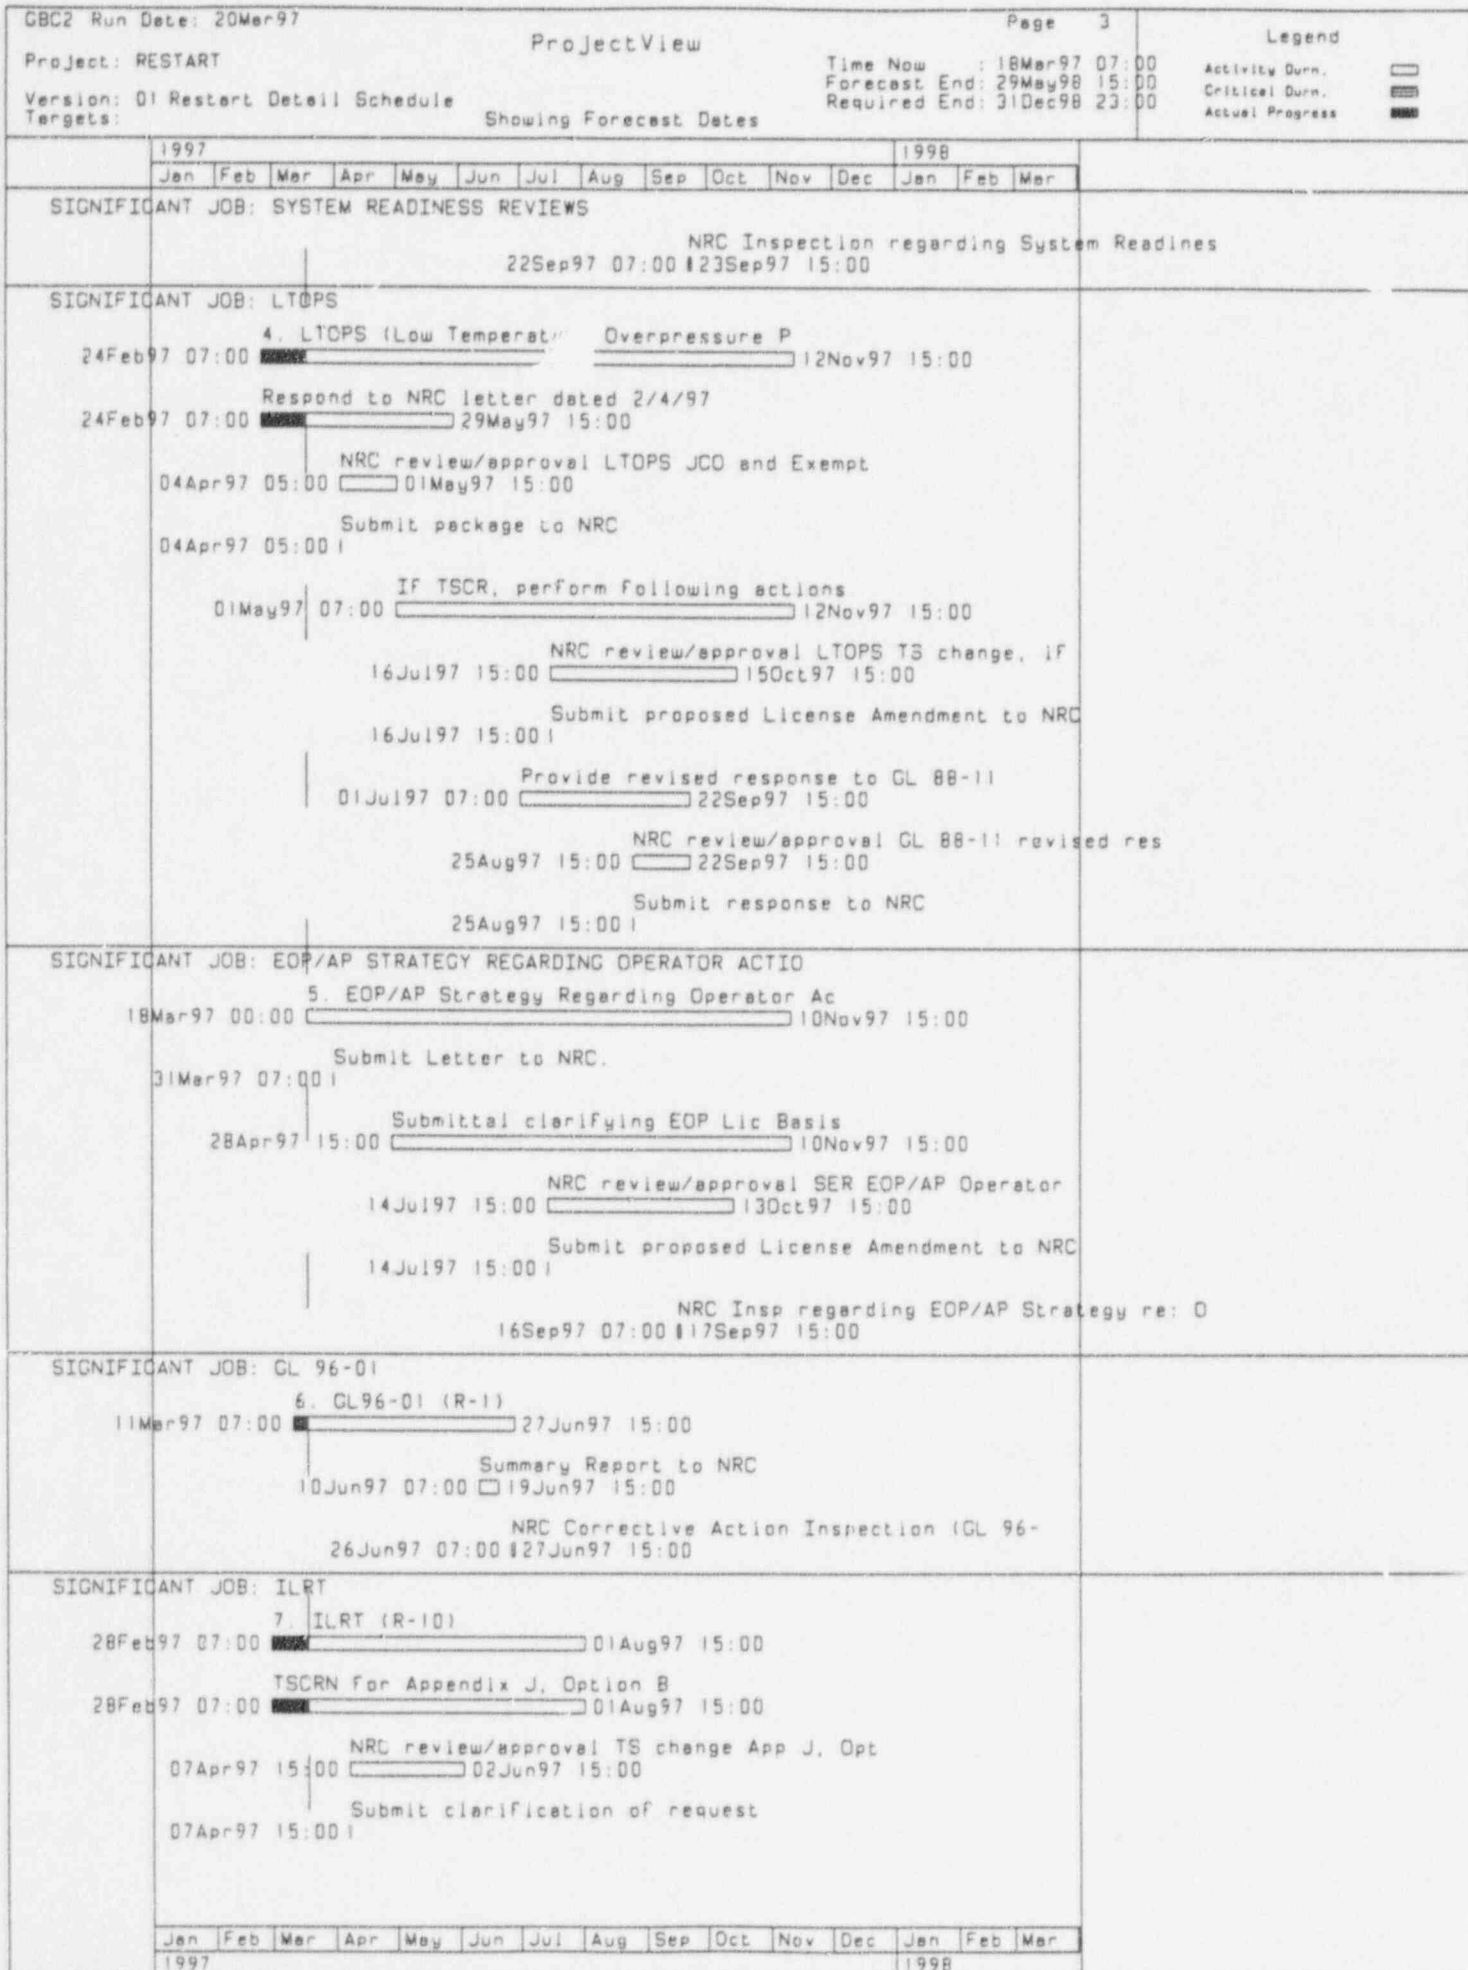 GBC2 Run Date: 20Mar97
Page 3
ProjectView
Legend
Project: RESTART
Time Now : 18Mar97 07:00
Activity Durn.
Forecast End: 29May98 15:00
Critical Durn.
Version: 01 Restart Detail Schedule
Required End: 31Dec98 23:00
Actual Progress
Targets:
Showing Forecast Dates
1997 1998
Jan Feb Mar Apr May Jun Jul Aug Sep Oct Nov Dec Jan Feb Mar
SIGNIFICANT JOB: SYSTEM READINESS REVIEWS
NRC Inspection regarding System Readines
22Sep97 07:00 23Sep97 15:00
SIGNIFICANT JOB: LTOPS
4. LTOPS (Low Temperat Overpressure P
24Feb97 07:00 12Nov97 15:00
Respond to NRC letter dated 2/4/97
24Feb97 07:00 29May97 15:00
NRC review/approval LTOPS JCO and Exempt
04Apr97 05:00 01May97 15:00
Submit package to NRC
04Apr97 05:00
IF TSCR, perform following actions
01May97 07:00 12Nov97 15:00
NRC review/approval LTOPS TS change, if
16Jul97 15:00 15Oct97 15:00
Submit proposed License Amendment to NRC
16Jul97 15:00
Provide revised response to GL 88-11
01Jul97 07:00 22Sep97 15:00
NRC review/approval GL 88-11 revised res
25Aug97 15:00 22Sep97 15:00
Submit response to NRC
25Aug97 15:00
SIGNIFICANT JOB: EOP/AP STRATEGY REGARDING OPERATOR ACTIO
5. EOP/AP Strategy Regarding Operator Ac
18Mar97 00:00 10Nov97 15:00
Submit Letter to NRC.
31Mar97 07:00
Submittal clarifying EOP Lic Basis
28Apr97 15:00 10Nov97 15:00
NRC review/approval SER EOP/AP Operator
14Jul97 15:00 13Oct97 15:00
Submit proposed License Amendment to NRC
14Jul97 15:00
NRC Insp regarding EOP/AP Strategy re: O
16Sep97 07:00 17Sep97 15:00
SIGNIFICANT JOB: GL 96-01
6. GL96-01 (R-1)
11Mar97 07:00 27Jun97 15:00
Summary Report to NRC
10Jun97 07:00 19Jun97 15:00
NRC Corrective Action Inspection (GL 96-
26Jun97 07:00 27Jun97 15:00
SIGNIFICANT JOB: ILRT
7. ILRT (R-10)
28Feb97 07:00 01Aug97 15:00
TSCRN for Appendix J, Option B
28Feb97 07:00 01Aug97 15:00
NRC review/approval TS change App J, Opt
07Apr97 15:00 02Jun97 15:00
Submit clarification of request
07Apr97 15:00
Jan Feb Mar Apr May Jun Jul Aug Sep Oct Nov Dec Jan Feb Mar
1997 1998